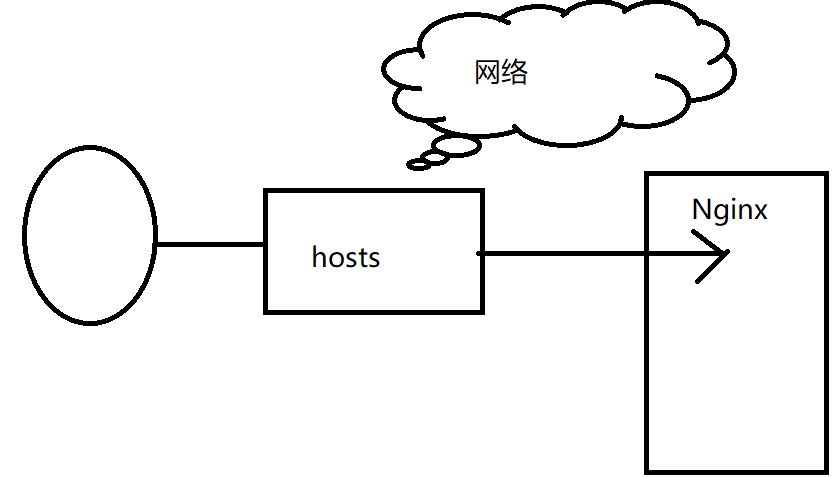 网络
Nginx
hosts